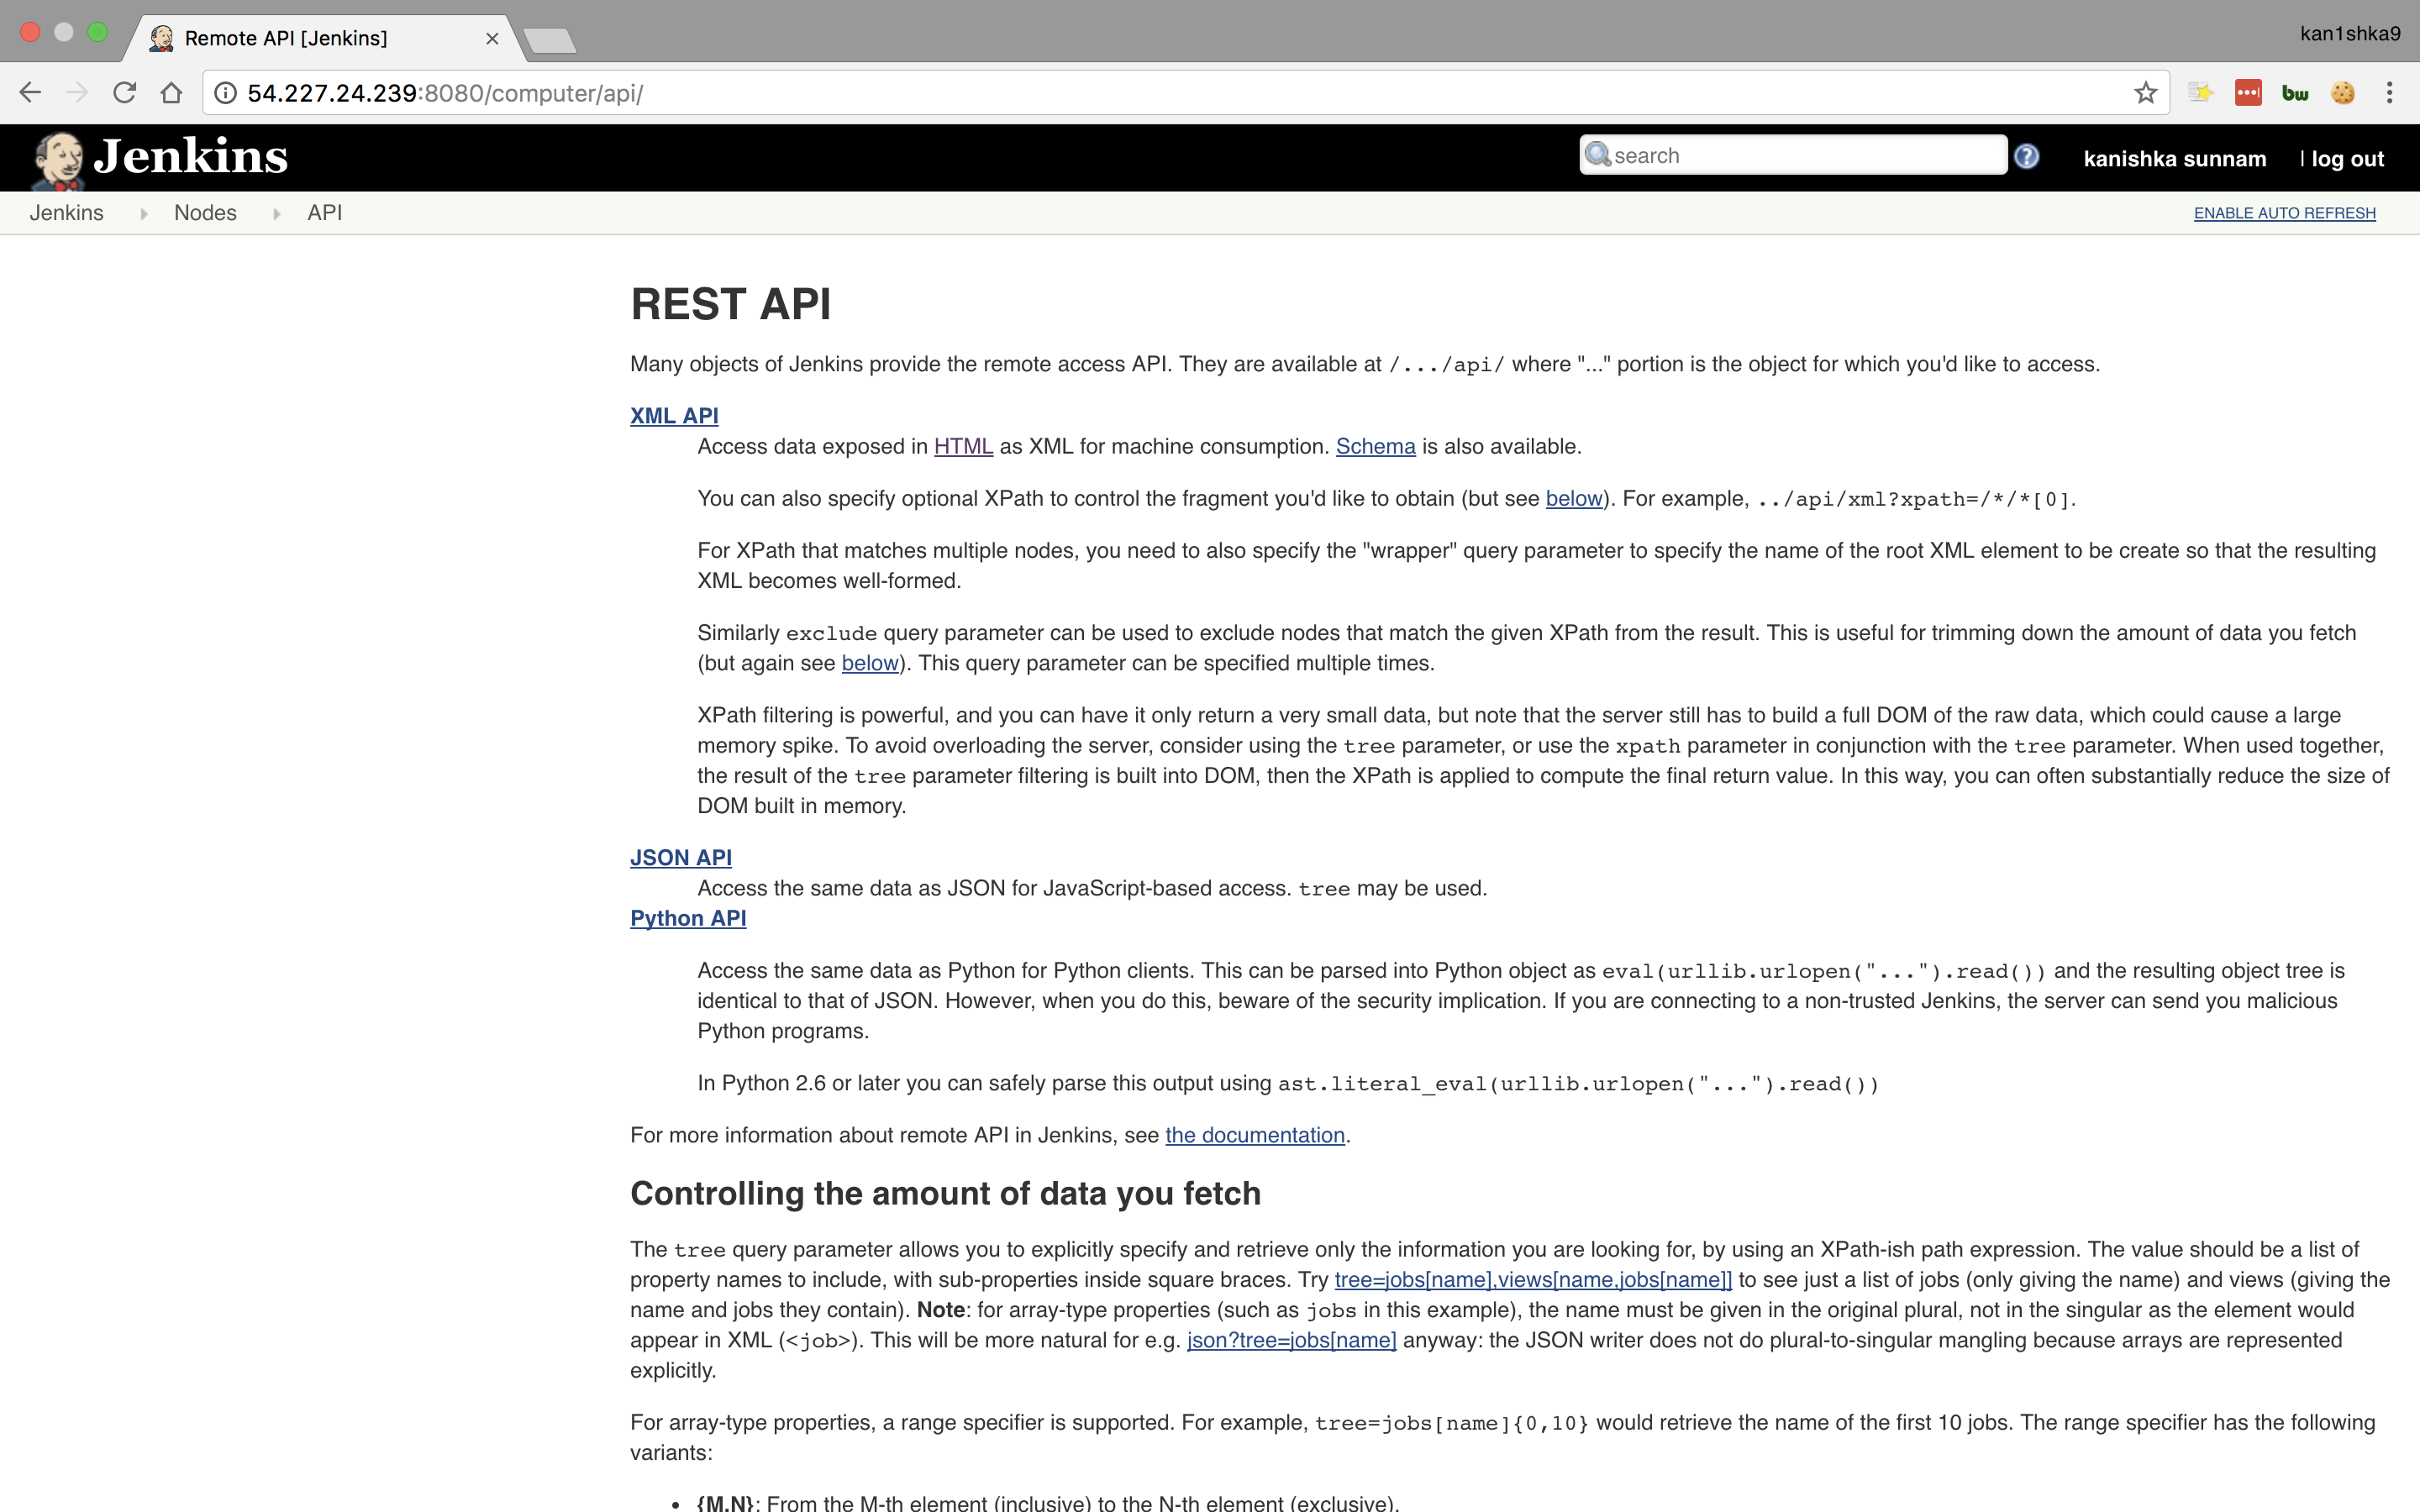 Remote API [Jenkins]
kan1shka9
54.227.24.239:8080/computer/api/
bw
Jenkins
search
kanishka sunnam | log out
Jenkins Nodes API
ENABLE AUTO REFRESH
REST API
Many objects of Jenkins provide the remote access API. They are available at /.../api/ where "..." portion is the object for which you'd like to access.
XML API
Access data exposed in HTML as XML for machine consumption. Schema is also available.
You can also specify optional XPath to control the fragment you'd like to obtain (but see below). For example, ../api/xml?xpath=/*/*[0].
For XPath that matches multiple nodes, you need to also specify the "wrapper" query parameter to specify the name of the root XML element to be create so that the resulting
XML becomes well-formed.
Similarly exclude query parameter can be used to exclude nodes that match the given XPath from the result. This is useful for trimming down the amount of data you fetch
(but again see below). This query parameter can be specified multiple times.
XPath filtering is powerful, and you can have it only return a very small data, but note that the server still has to build a full DOM of the raw data, which could cause a large
memory spike. To avoid overloading the server, consider using the tree parameter, or use the xpath parameter in conjunction with the tree parameter. When used together,
the result of the tree parameter filtering is built into DOM, then the XPath is applied to compute the final return value. In this way, you can often substantially reduce the size of
DOM built in memory.
JSON API
Access the same data as JSON for JavaScript-based access. tree may be used.
Python API
Access the same data as Python for Python clients. This can be parsed into Python object as eval(urllib.urlopen("...").read()) and the resulting object tree is
identical to that of JSON. However, when you do this, beware of the security implication. If you are connecting to a non-trusted Jenkins, the server can send you malicious
Python programs.
In Python 2.6 or later you can safely parse this output using ast.literal_eval(urllib.urlopen("...").read())
For more information about remote API in Jenkins, see the documentation.
Controlling the amount of data you fetch
The tree query parameter allows you to explicitly specify and retrieve only the information you are looking for, by using an XPath-ish path expression. The value should be a list of
property names to include, with sub-properties inside square braces. Try tree=jobs[name],views[name,jobs[name]] to see just a list of jobs (only giving the name) and views (giving the
name and jobs they contain). Note: for array-type properties (such as jobs in this example), the name must be given in the original plural, not in the singular as the element would
appear in XML (<job>). This will be more natural for e.g. json?tree=jobs[name] anyway: the JSON writer does not do plural-to-singular mangling because arrays are represented
explicitly.
For array-type properties, a range specifier is supported. For example, tree=jobs[name]{0,10} would retrieve the name of the first 10 jobs. The range specifier has the following
variants:
• {M,N}: From the M-th element (inclusive) to the N-th element (exclusive).